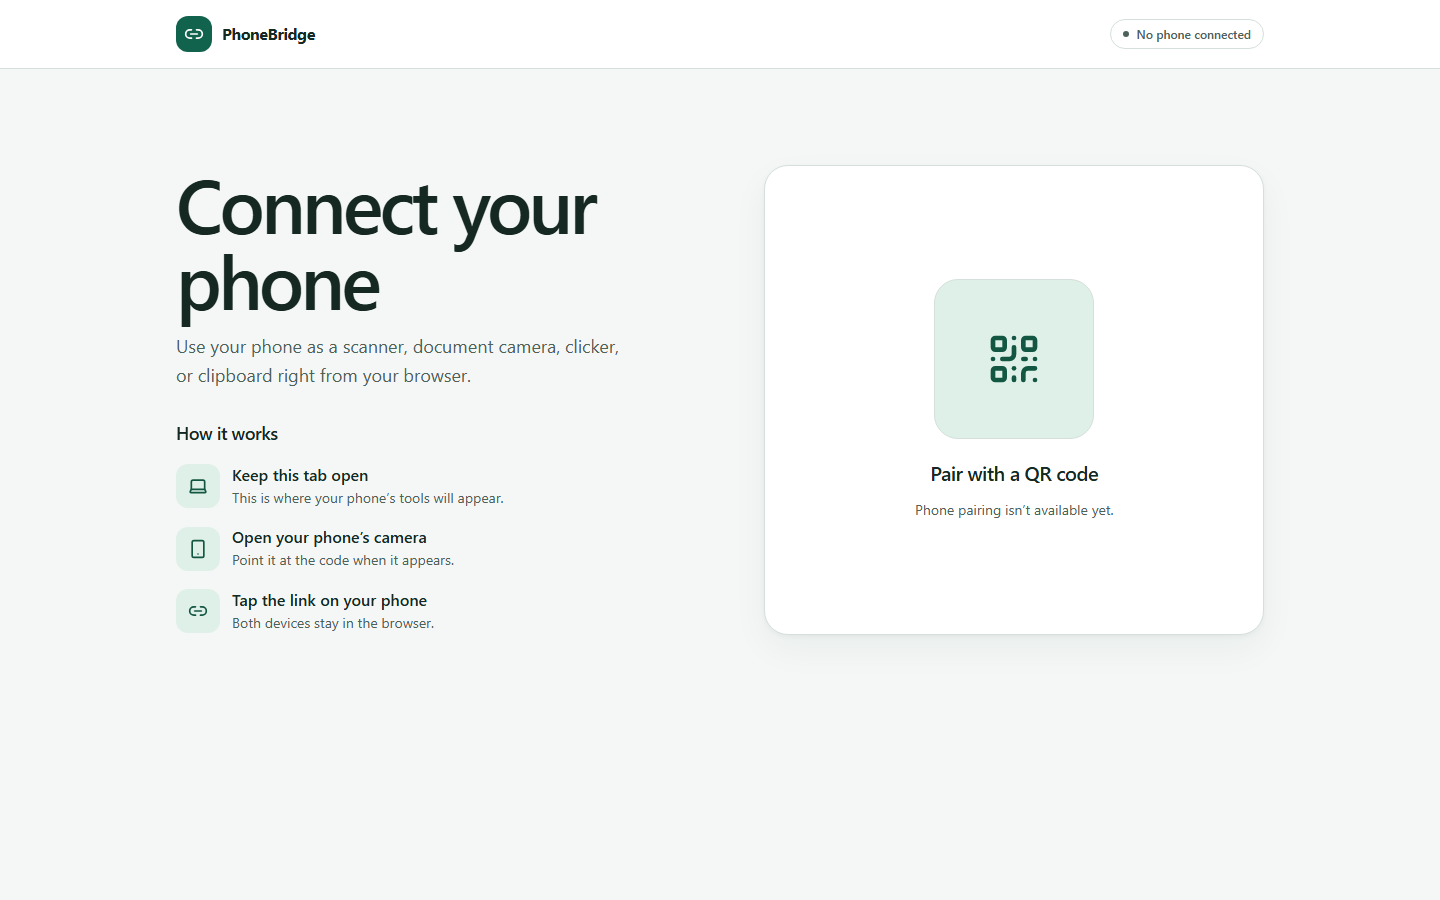 PhoneBridge
No phone connected
Connect your
phone
Use your phone as a scanner, document camera, clicker,
or clipboard right from your browser.
How it works
Keep this tab open
This is where your phone’s tools will appear.
Open your phone’s camera
Point it at the code when it appears.
Tap the link on your phone
Both devices stay in the browser.
Pair with a QR code
Phone pairing isn’t available yet.